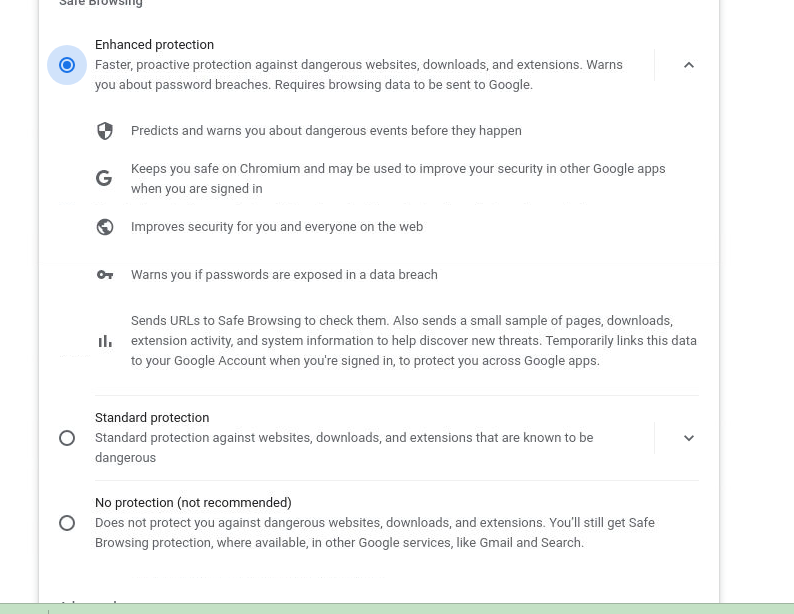 Safe Browsing
Enhanced protection
Faster, proactive protection against dangerous websites, downloads, and extensions. Warns
you about password breaches. Requires browsing data to be sent to Google.
Predicts and warns you about dangerous events before they happen
Keeps you safe on Chromium and may be used to improve your security in other Google apps
when you are signed in
Improves security for you and everyone on the web
Warns you if passwords are exposed in a data breach
Sends URLs to Safe Browsing to check them. Also sends a small sample of pages, downloads,
extension activity, and system information to help discover new threats. Temporarily links this data
to your Google Account when you're signed in, to protect you across Google apps.
Standard protection
Standard protection against websites, downloads, and extensions that are known to be
dangerous
No protection (not recommended)
Does not protect you against dangerous websites, downloads, and extensions. You'll still get Safe
Browsing protection, where available, in other Google services, like Gmail and Search.